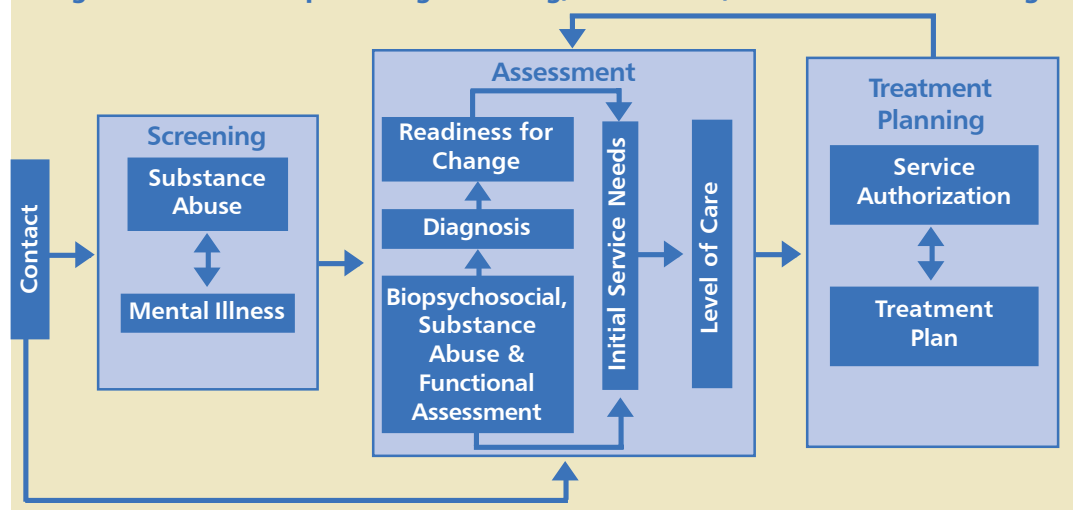 Contact
Screening
Substance
Abuse
Mental Illness
Assessment
Readiness for
Change
Diagnosis
Biopsychosocial,
Substance
Abuse &
Functional
Assessment
Initial Service Needs
Level of Care
Treatment
Planning
Service
Authorization
Treatment
Plan